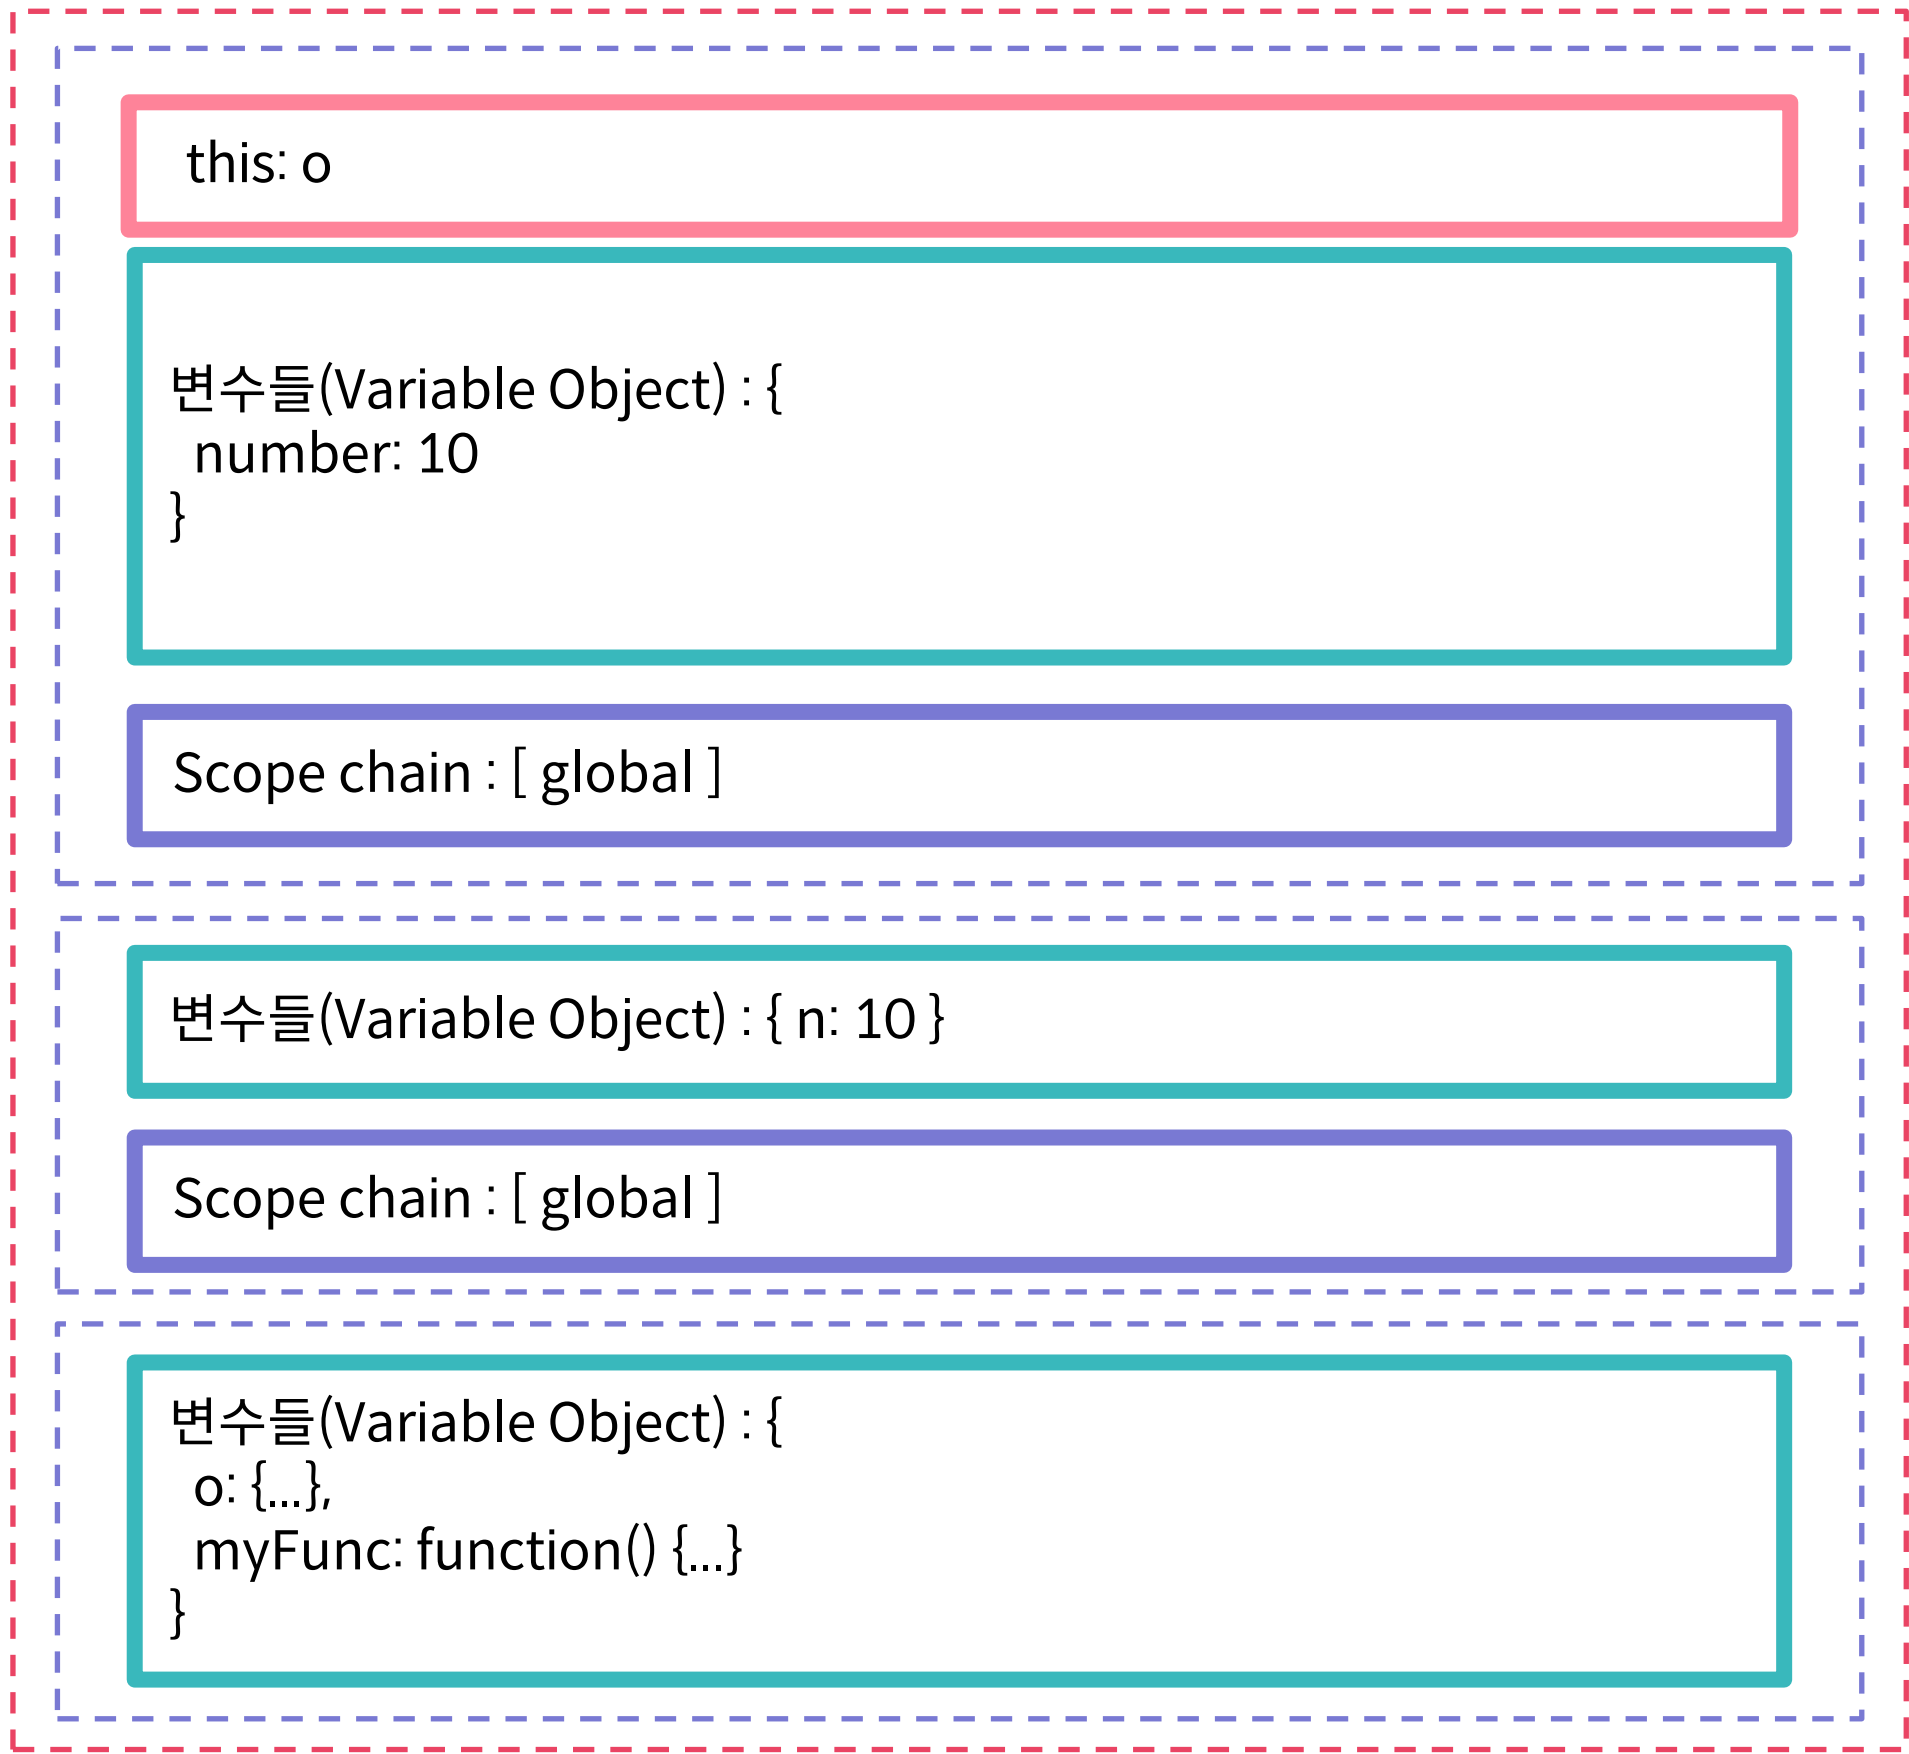 this: o
변수들(Variable Object) : {
number: 10
}
Scope chain : [ global ]
변수들(Variable Object) : { n: 10 }
Scope chain : [ global ]
변수들(Variable Object) : {
o: {...},
myFunc: function() {...}
}